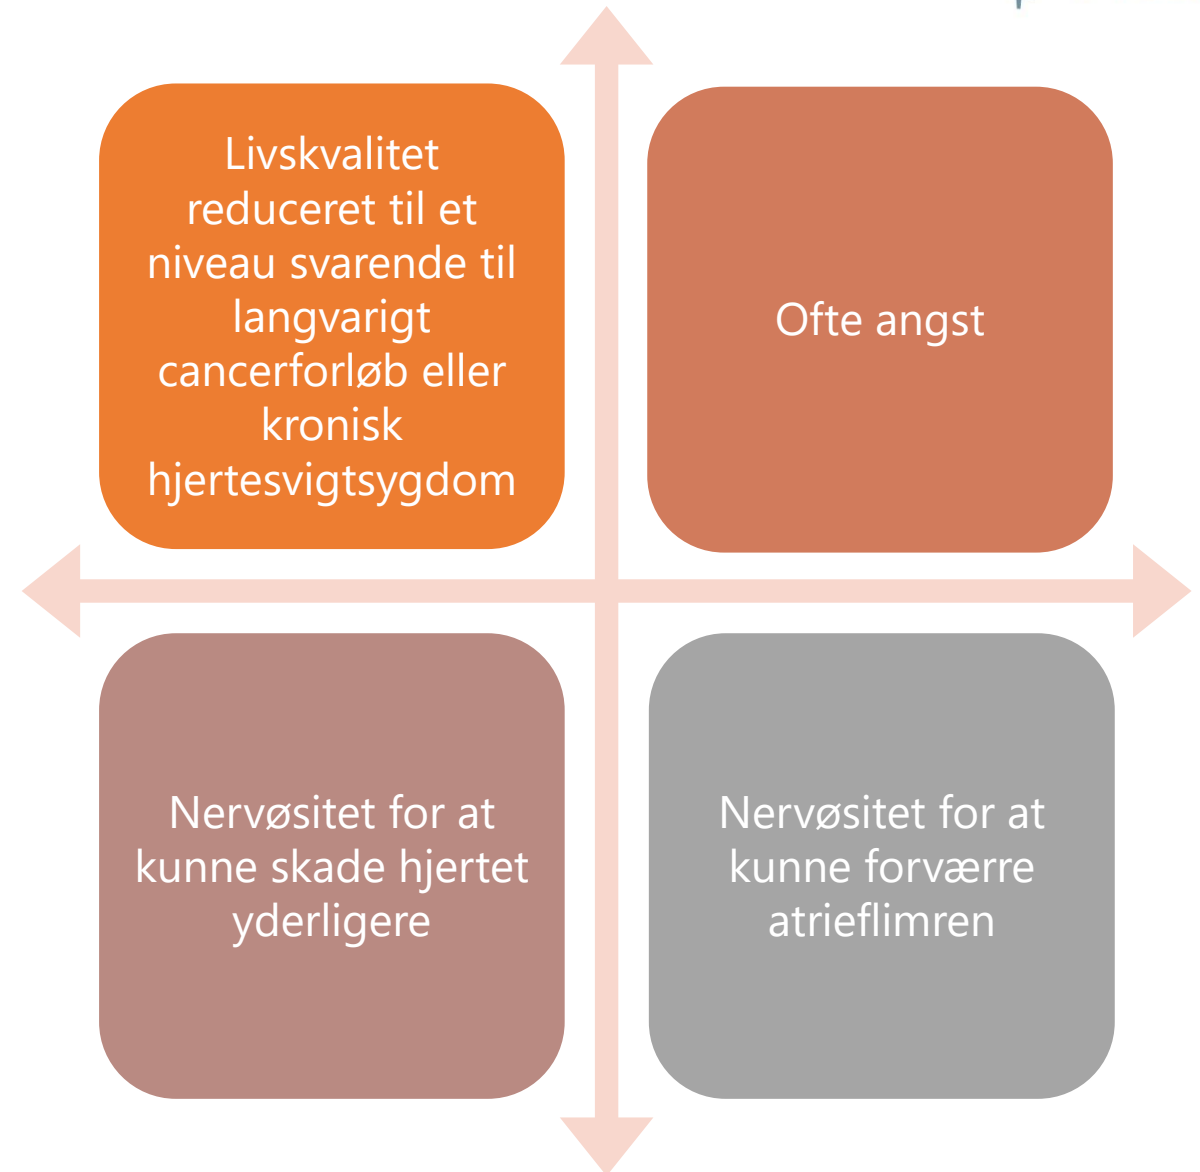 Livskvalitet
reduceret til et
niveau svarende til
langvarigt
cancerforløb eller
kronisk
hjertesvigtsygdom
Ofte angst
Nervøsitet for at
kunne skade hjertet
yderligere
Nervøsitet for at
kunne forværre
atrieflimren